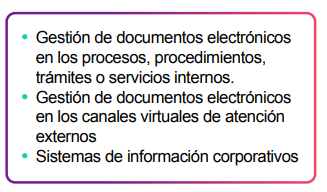 • Gestión de documentos electrónicos
en los procesos, procedimientos,
trámites o servicios internos.
• Gestión de documentos electrónicos
en los canales virtuales de atención
externos
• Sistemas de información corporativos